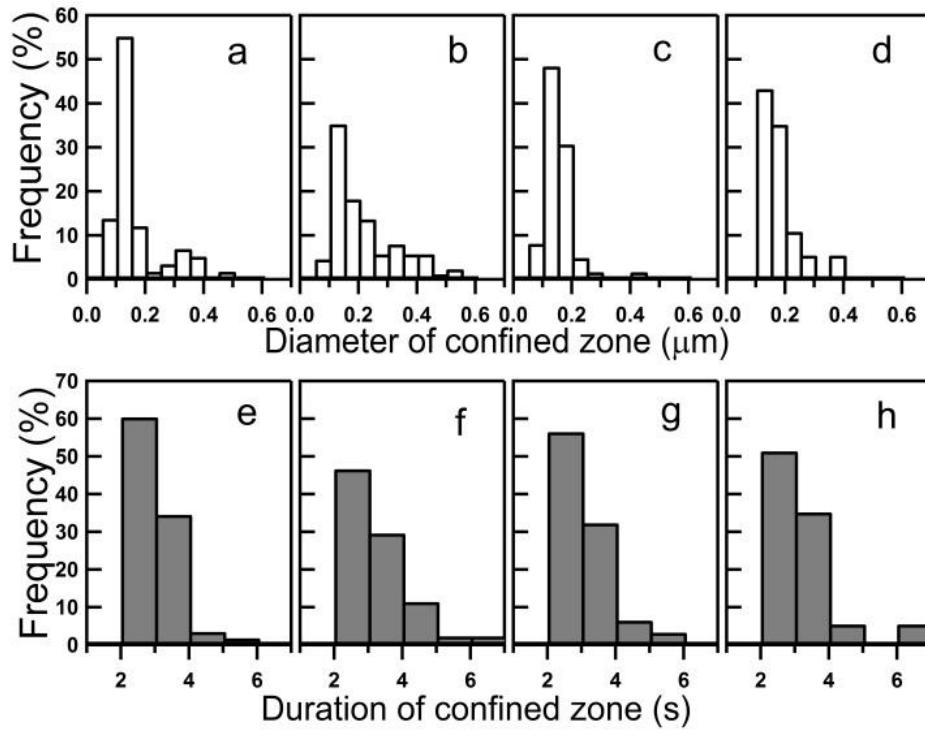 Frequency (%)
60
50
40
30
20
10
0
a
b
c
d
0.0 0.2 0.4 0.6 0.0 0.2 0.4 0.6 0.0 0.2 0.4 0.6 0.0 0.2 0.4 0.6
Diameter of confined zone (μm)
Frequency (%)
70
60
50
40
30
20
10
0
e
f
g
h
2 4 6 2 4 6 2 4 6 2 4 6
Duration of confined zone (s)